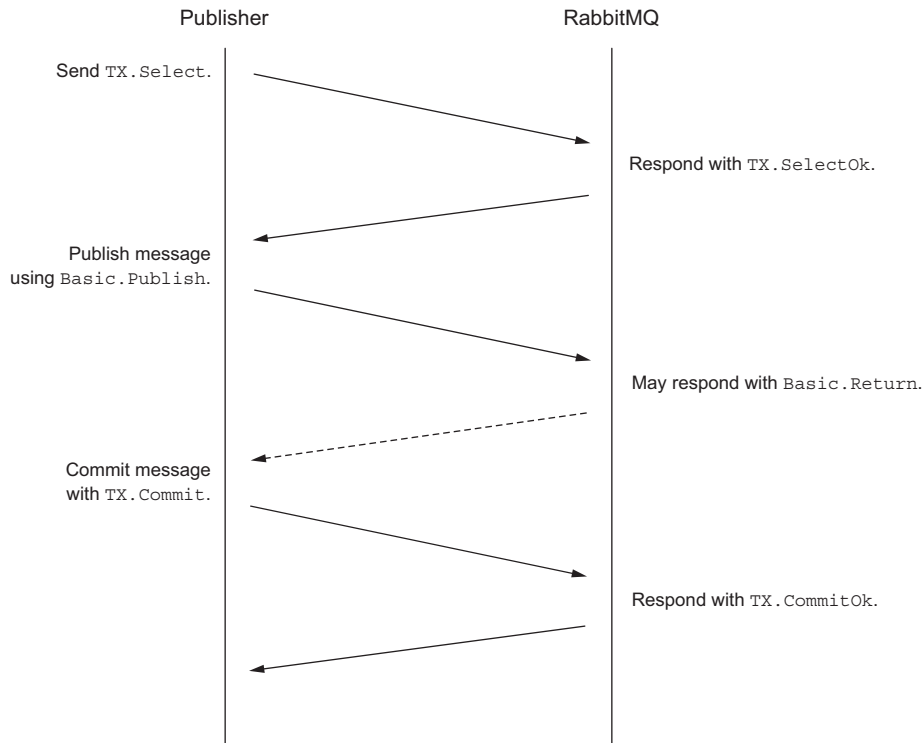 Publisher
RabbitMQ
Send TX.Select.
Respond with TX.SelectOk.
Publish message
using Basic.Publish.
May respond with Basic.Return.
Commit message
with TX.Commit.
Respond with TX.CommitOk.